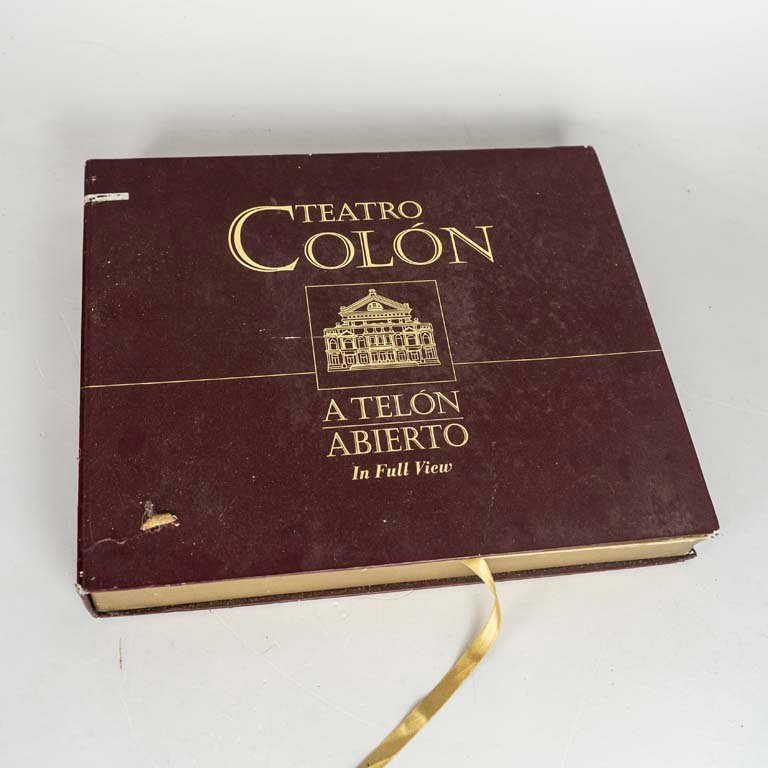 TEATRO
COLÓN
A TELÓN
ABIERTO
In Full View